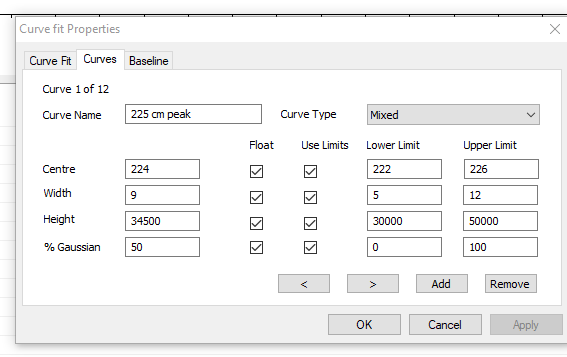 Curve fit Properties
Curve Fit Curves Baseline
Curve 1 of 12
Curve Name 225 cm peak Curve Type Mixed
Float Use Limits Lower Limit Upper Limit
Centre 224 222 226
Width 9 5 12
Height 34500 30000 50000
% Gaussian 50 0 100
< > Add Remove
OK Cancel Apply